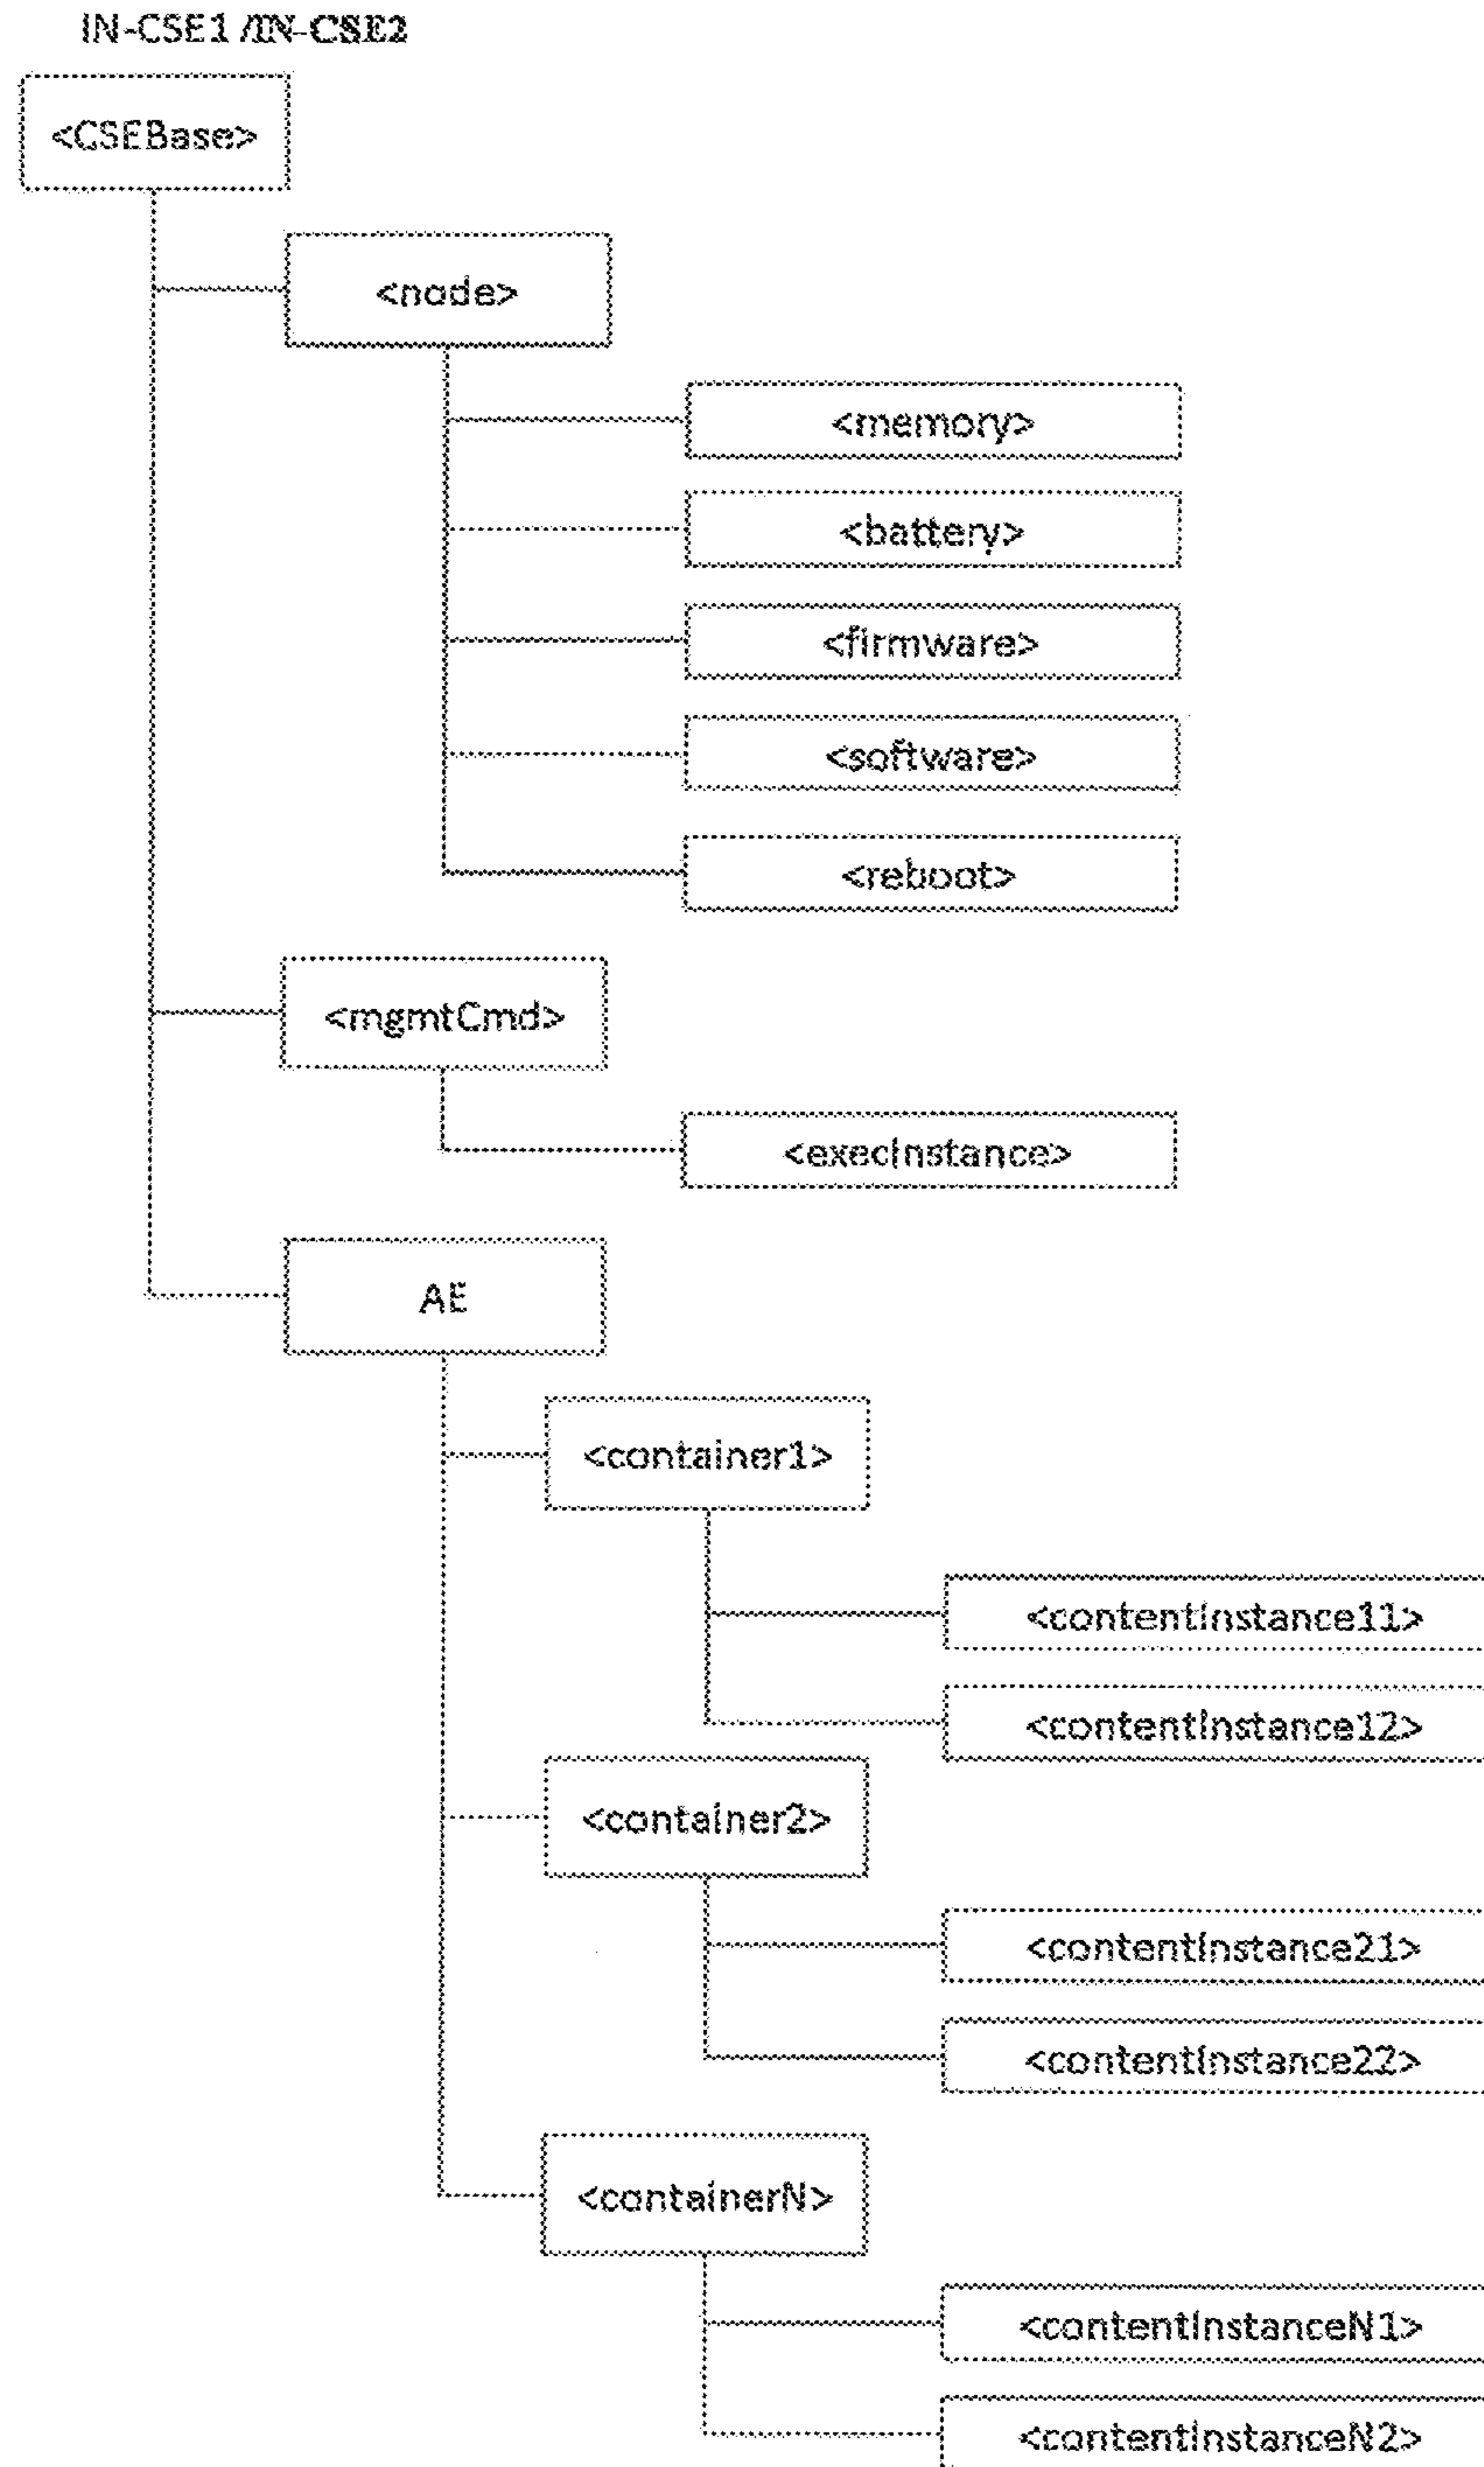 IN-CSE1 /IN-CSE2
<CSEBase>
<node>
<memory>
<battery>
<firmware>
<software>
<reboot>
<mgmtCmd>
<execInstance>
AE
<container1>
<contentInstance11>
<contentInstance12>
<container2>
<contentInstance21>
<contentInstance22>
<containerN>
<contentInstanceN1>
<contentInstanceN2>